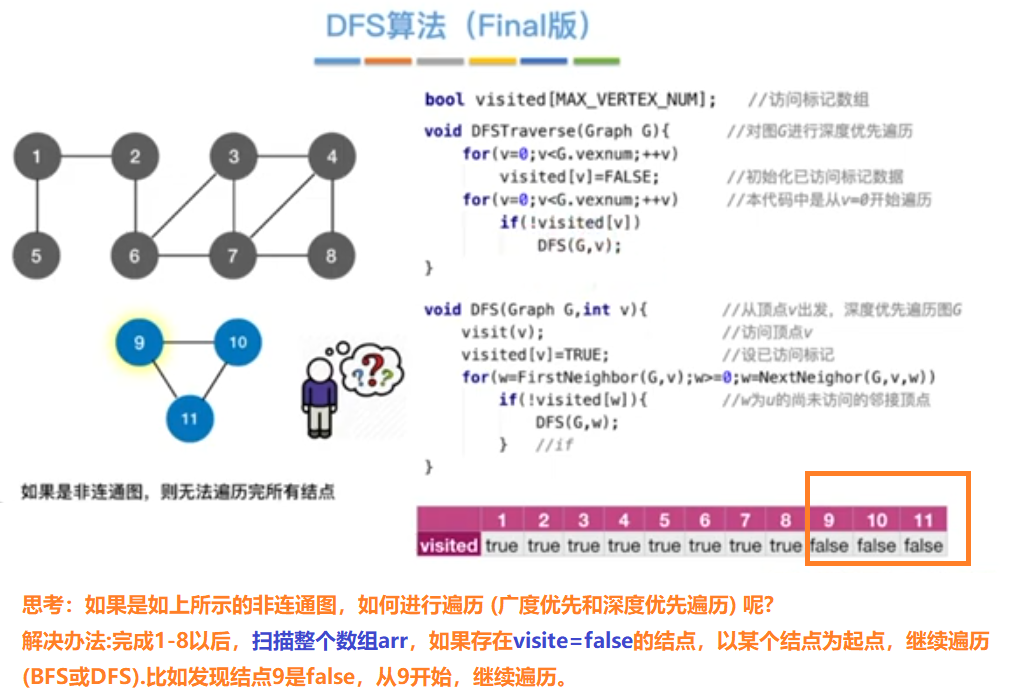 DFS算法（Final版）
bool visited[MAX_VERTEX_NUM]; //访问标记数组
void DFSTraverse(Graph G){ //对图G进行深度优先遍历
for(v=0;v<G.vexnum;++v)
visited[v]=FALSE; //初始化已访问标记数据
for(v=0;v<G.vexnum;++v) //本代码中是从v=0开始遍历
if(!visited[v])
DFS(G,v);
}
void DFS(Graph G,int v){ //从顶点v出发，深度优先遍历图G
visit(v); //访问顶点v
visited[v]=TRUE; //设已访问标记
for(w=FirstNeighbor(G,v);w>=0;w=NextNeighor(G,v,w))
if(!visited[w]){ //w为u的尚未访问的邻接顶点
DFS(G,w);
} //if
}
1 2 3 4
5 6 7 8
9 10
11
? ? ?
如果是非连通图，则无法遍历完所有结点
1 2 3 4 5 6 7 8 9 10 11
visited true true true true true true true true false false false
思考：如果是如上所示的非连通图，如何进行遍历 (广度优先和深度优先遍历) 呢?
解决办法:完成1-8以后，扫描整个数组arr，如果存在visite=false的结点，以某个结点为起点，继续遍历
(BFS或DFS).比如发现结点9是false，从9开始，继续遍历。